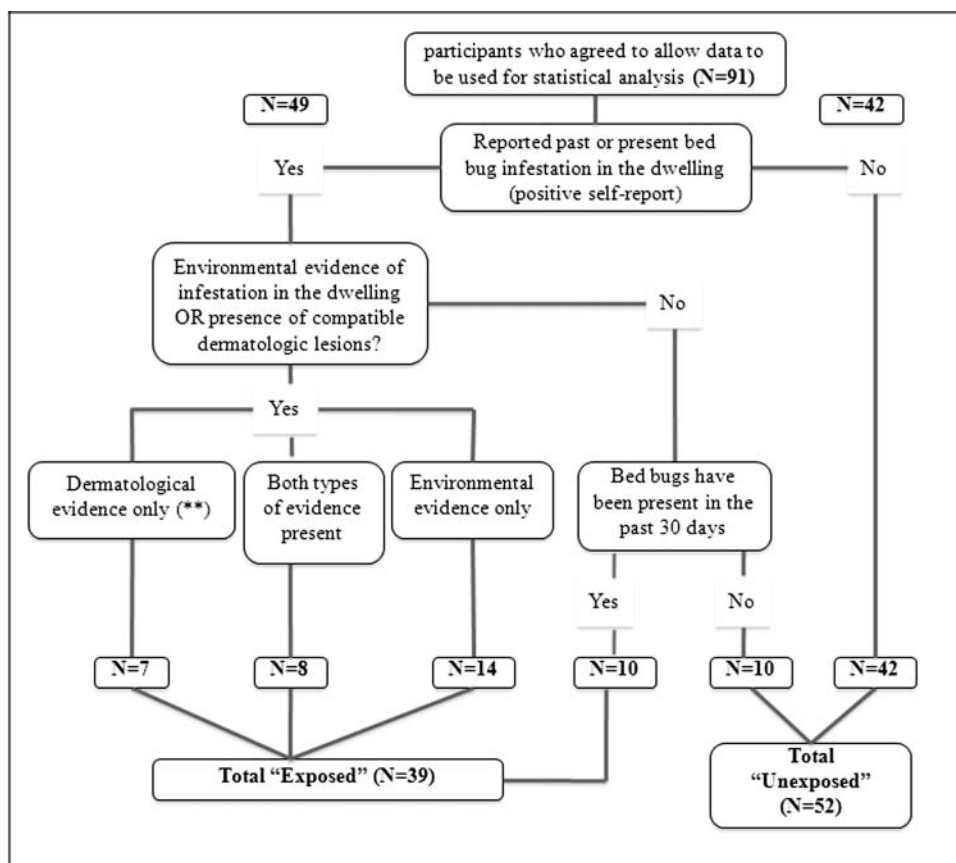 participants who agreed to allow data to
be used for statistical analysis (N=91)
N=49
N=42
Reported past or present bed
bug infestation in the dwelling
(positive self-report)
Yes
No
Environmental evidence of
infestation in the dwelling
OR presence of compatible
dermatologic lesions?
No
Yes
Dermatological
evidence only (**)
Both types
of evidence
present
Environmental
evidence only
Bed bugs have
been present in the
past 30 days
Yes
No
N=7
N=8
N=14
N=10
N=10
N=42
Total “Exposed” (N=39)
Total
“Unexposed”
(N=52)